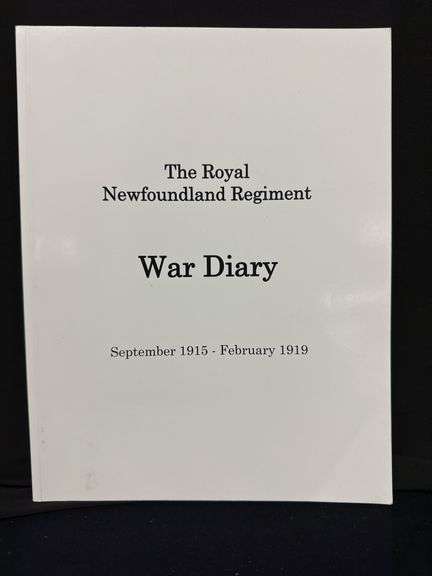 The Royal
Newfoundland Regiment
War Diary
September 1915 - February 1919